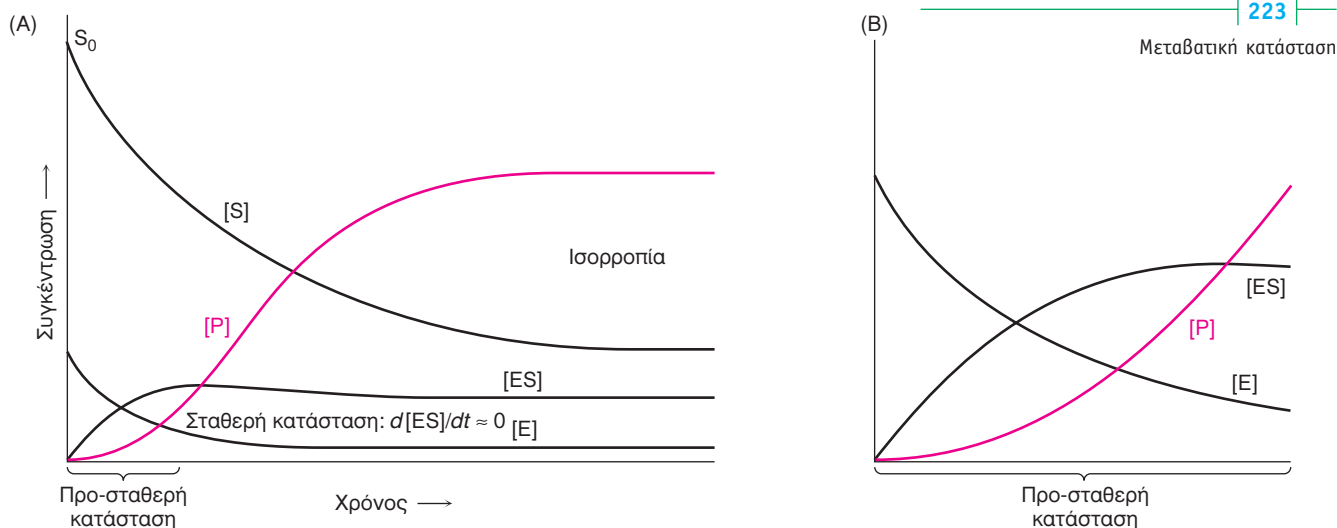 223
Μεταβατική κατάσταση
(A)
S₀
Συγκέντρωση
[S]
[P]
Ισορροπία
[ES]
Σταθερή κατάσταση: d[ES]/dt ≈ 0
[E]
Προ-σταθερή
κατάσταση
Χρόνος
(B)
[ES]
[P]
[E]
Προ-σταθερή
κατάσταση